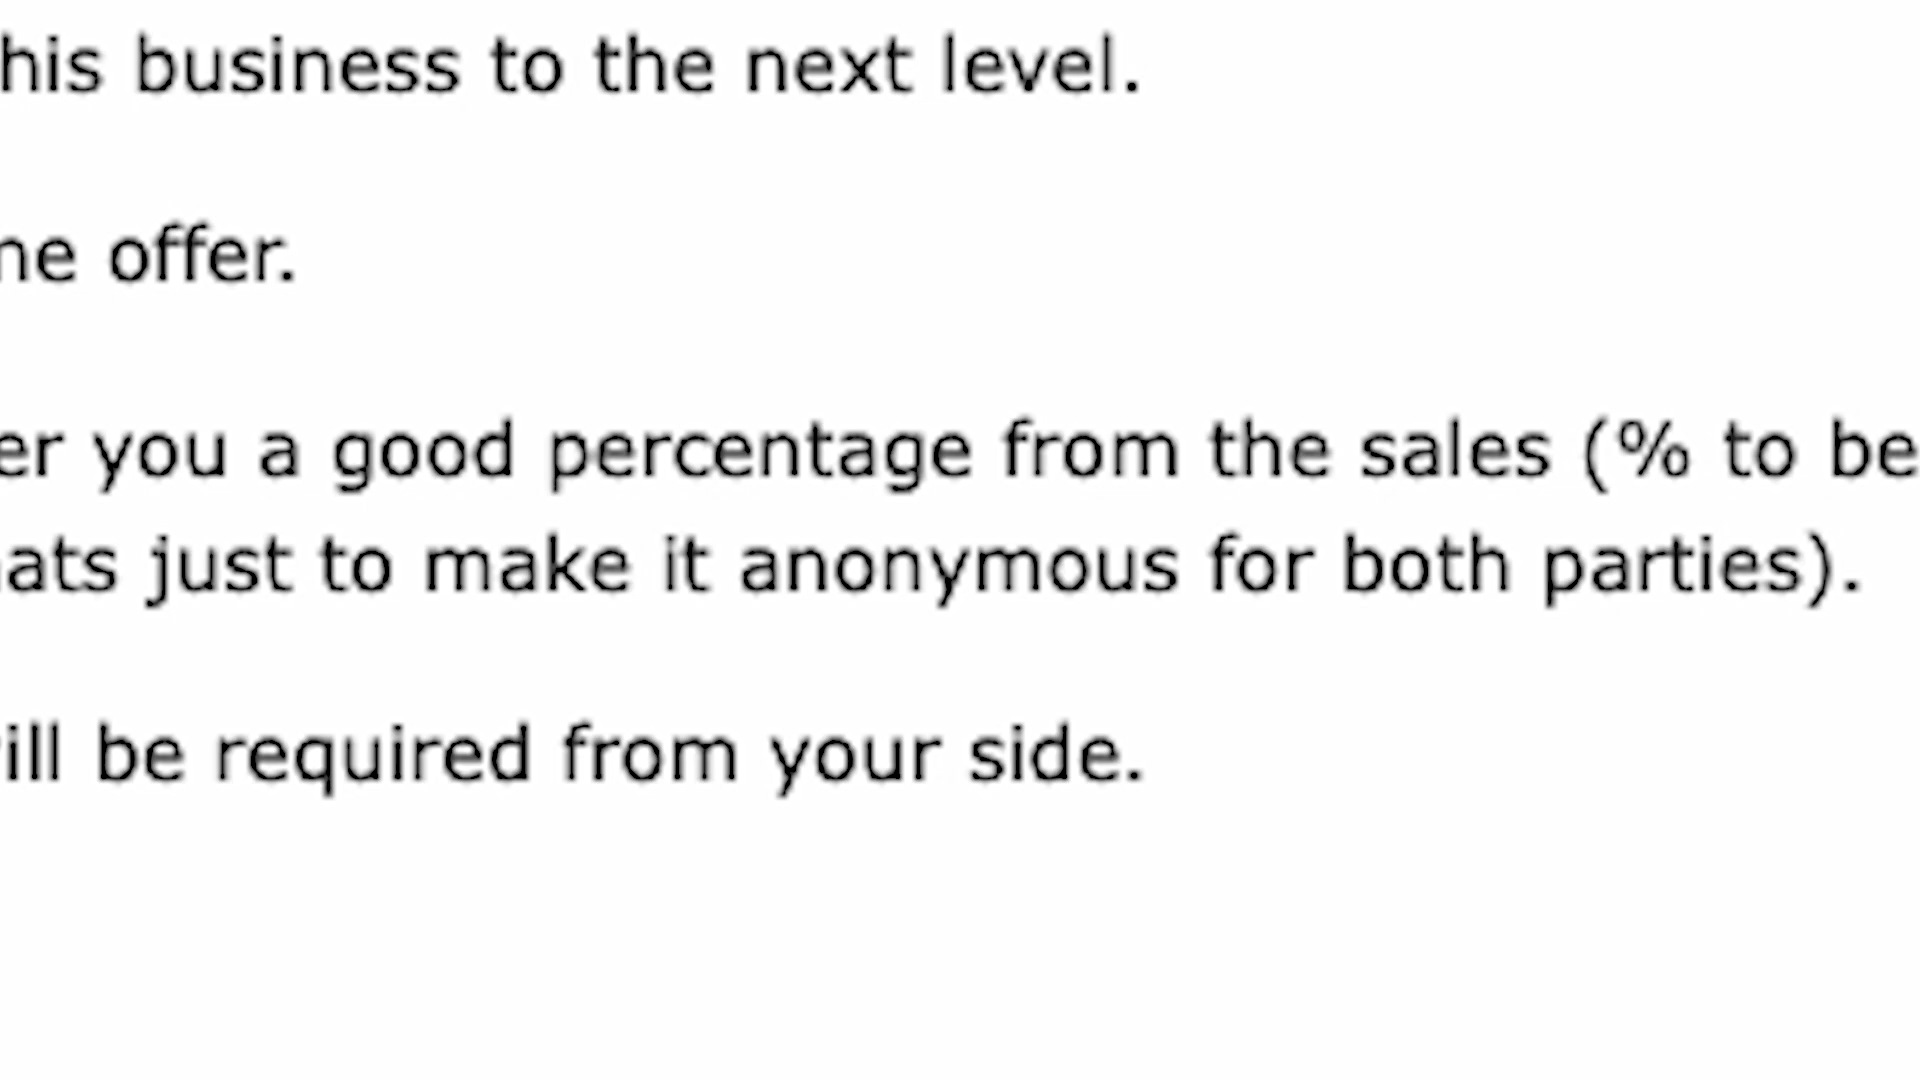 his business to the next level.
ne offer.
er you a good percentage from the sales (% to be
ats just to make it anonymous for both parties).
ill be required from your side.